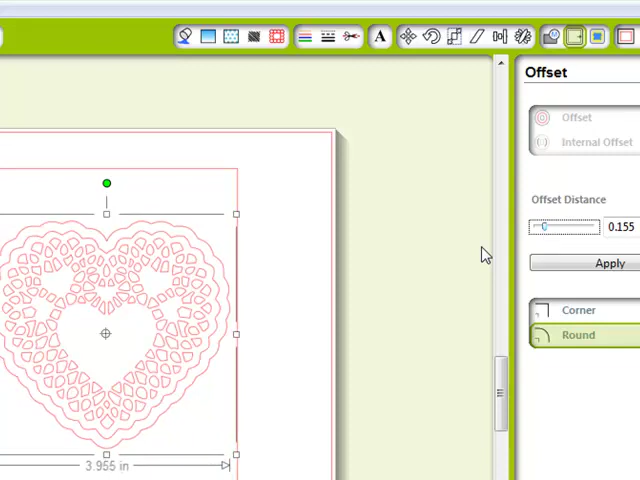 A
Offset
Offset
Internal Offset
Offset Distance
0.155
Apply
Corner
Round
3.955 in